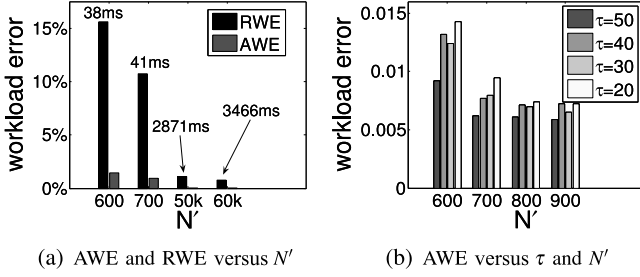 workload error
15%
10%
5%
0%
38ms
41ms
2871ms
3466ms
RWE
AWE
600 700 50k 60k
N′
(a) AWE and RWE versus N′
workload error
0.015
0.01
0.005
0
τ=50
τ=40
τ=30
τ=20
600 700 800 900
N′
(b) AWE versus τ and N′